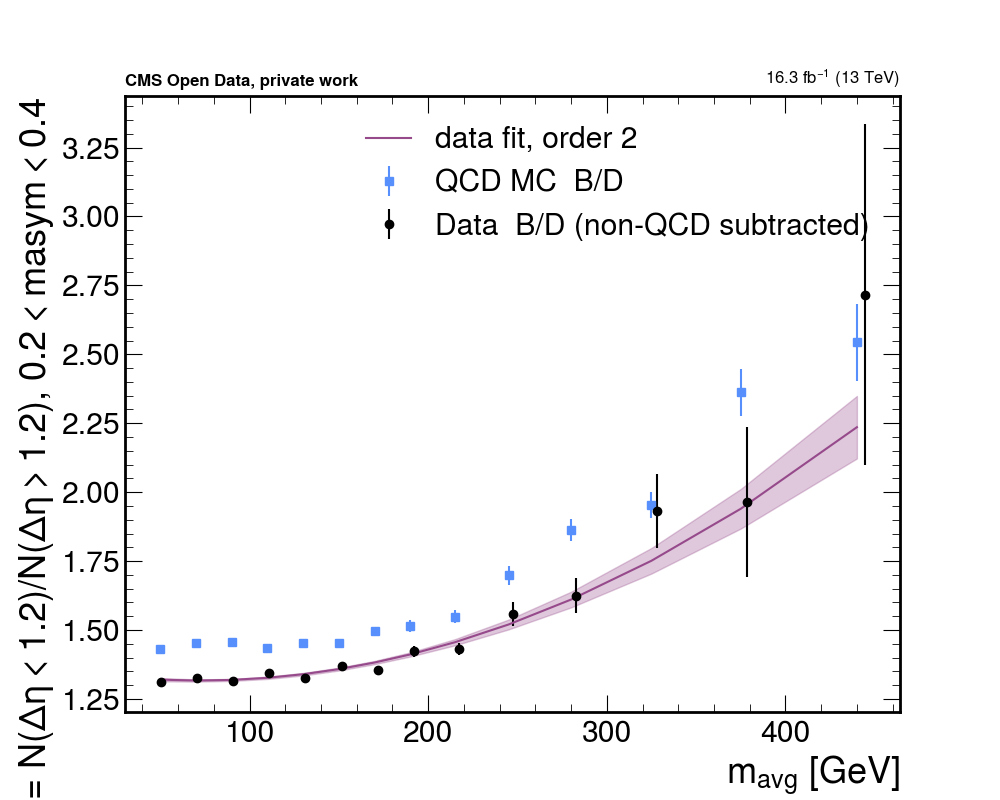 CMS Open Data, private work
16.3 fb⁻¹ (13 TeV)
data fit, order 2
QCD MC B/D
Data B/D (non-QCD subtracted)
= N(Δη < 1.2)/N(Δη > 1.2), 0.2 < masym < 0.4
3.25
3.00
2.75
2.50
2.25
2.00
1.75
1.50
1.25
100 200 300 400
m_avg [GeV]